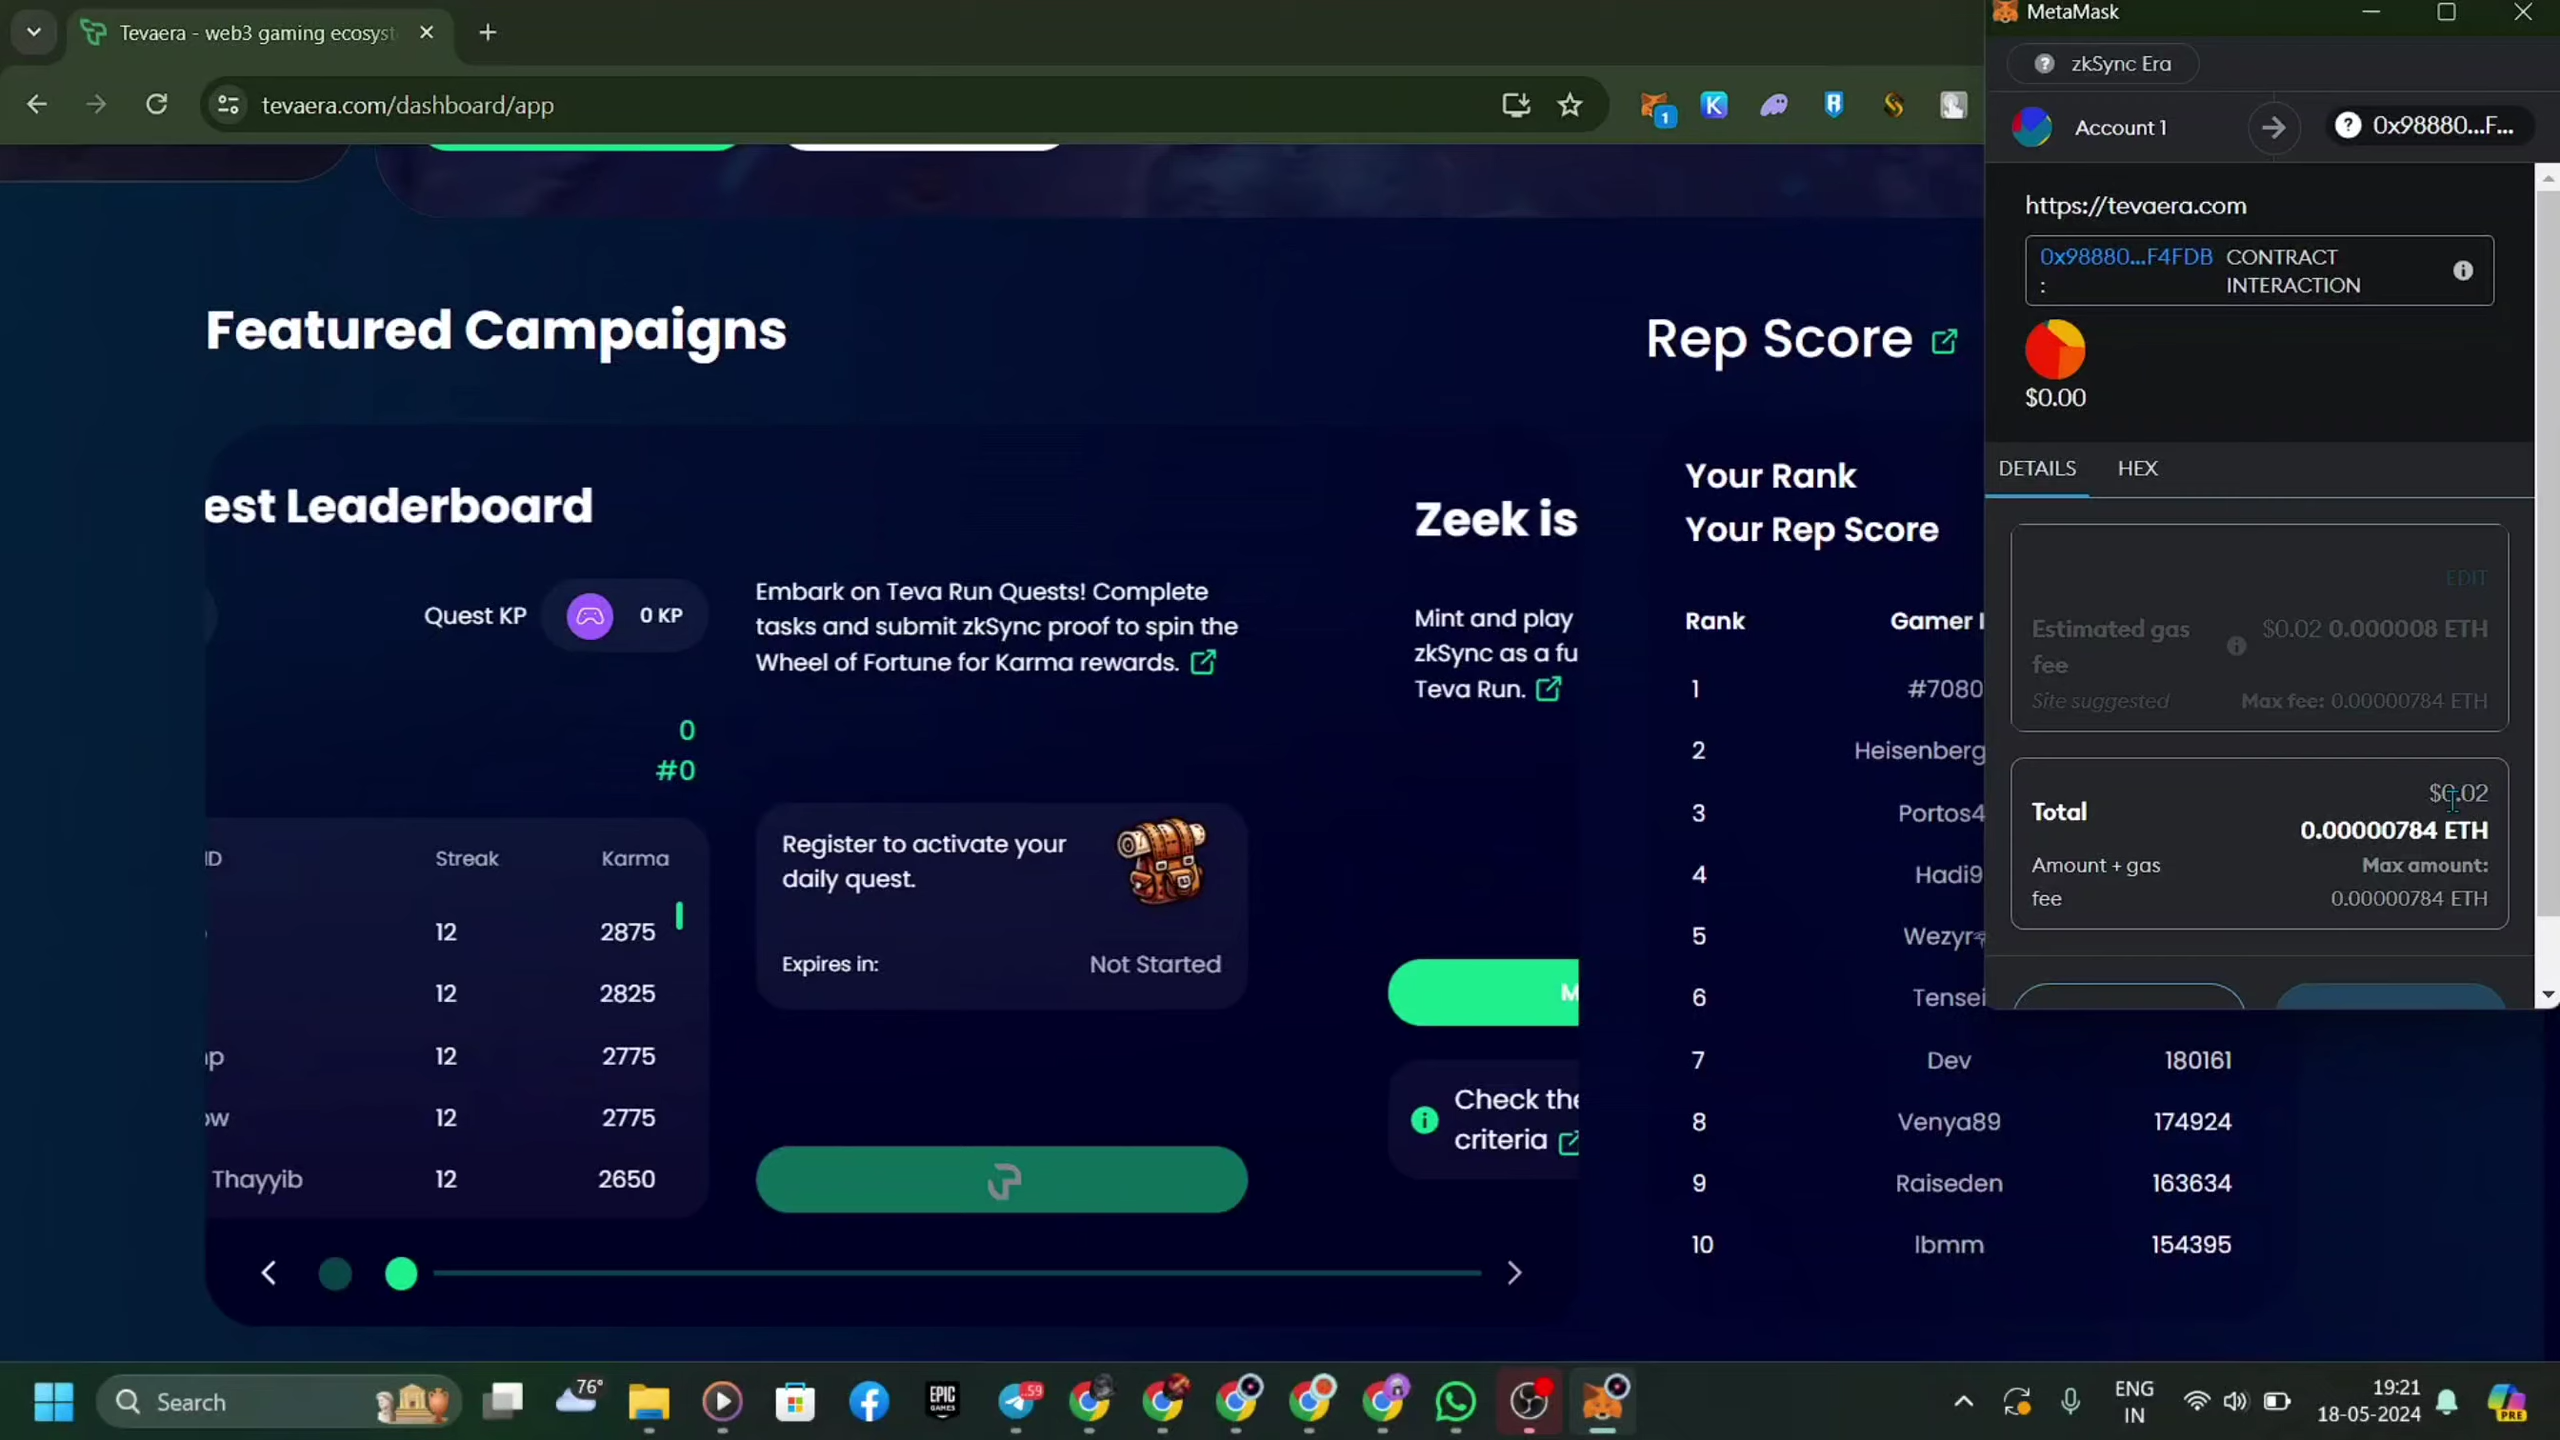 Tevaera - web3 gaming ecosyst
tevaera.com/dashboard/app
1
Featured Campaigns
est Leaderboard
Quest KP
0 KP
0
#0
Streak
Karma
12
2875
12
2825
12
2775
12
2775
Thayyib
12
2650
Embark on Teva Run Quests! Complete
tasks and submit zkSync proof to spin the
Wheel of Fortune for Karma rewards.
Register to activate your
daily quest.
Expires in:
Not Started
Zeek is
Mint and play
zkSync as a fu
Teva Run.
Check the
criteria
Rep Score
Your Rank
Your Rep Score
Rank
Gamer I
1
#7080
2
Heisenberg
3
Portos4
4
Hadi9
5
Wezyr
6
Tensei
7
Dev
180161
8
Venya89
174924
9
Raiseden
163634
10
lbmm
154395
MetaMask
zkSync Era
Account 1
0x98880...F...
https://tevaera.com
0x98880...F4FDB
:
CONTRACT
INTERACTION
$0.00
DETAILS
HEX
EDIT
Estimated gas
fee
$0.02 0.000008 ETH
Site suggested
Max fee: 0.00000784 ETH
$0.02
Total
0.00000784 ETH
Amount + gas
fee
Max amount:
0.00000784 ETH
Search
76°
EPIC
GAMES
59
ENG
IN
19:21
18-05-2024
PRE